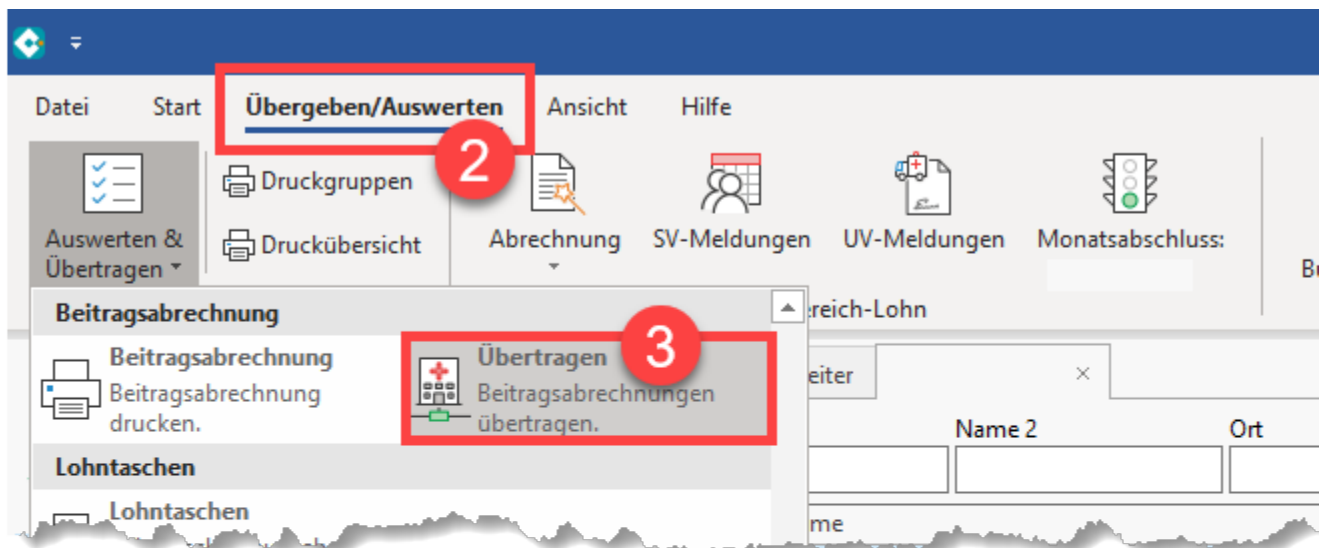 Datei Start Übergeben/Auswerten Ansicht Hilfe
2
Druckgruppen
Auswerten &
Übertragen
Druckübersicht
Abrechnung
SV-Meldungen
UV-Meldungen
Monatsabschluss:
Beitragsabrechnung
Beitragsabrechnung
Beitragsabrechnung
drucken.
Übertragen
3
Beitragsabrechnungen
übertragen.
Lohntaschen
Lohntaschen
ereich-Lohn
eiter
Name 2
Ort
me